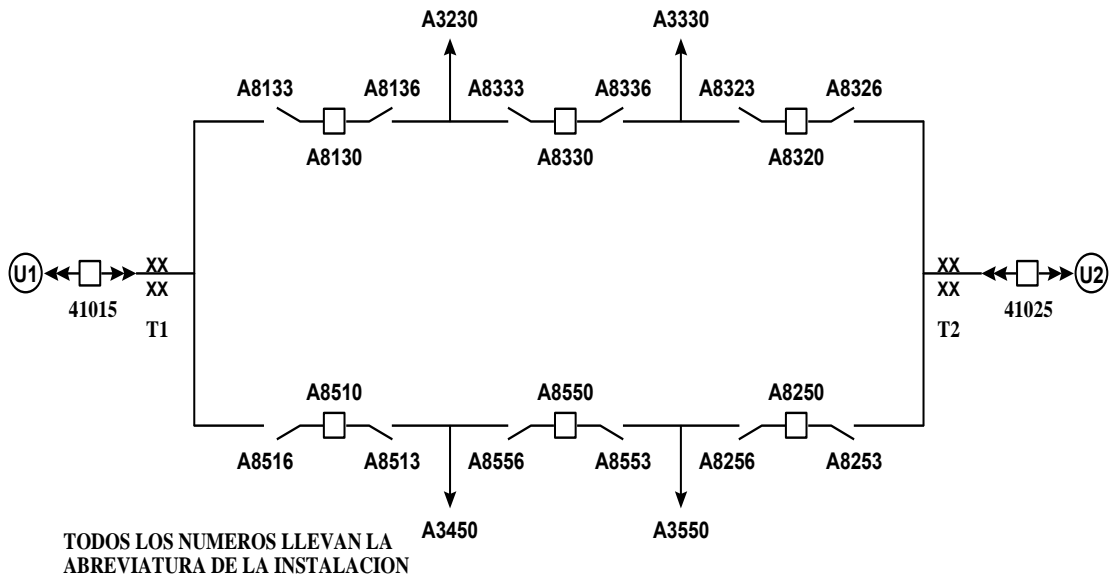 A3230 A3330
A8133 A8136 A8333 A8336 A8323 A8326
A8130 A8330 A8320
U1 XX XX U2
XX XX
41015 41025
T1 T2
A8510 A8550 A8250
A8516 A8513 A8556 A8553 A8256 A8253
A3450 A3550
TODOS LOS NUMEROS LLEVAN LA
ABREVIATURA DE LA INSTALACION